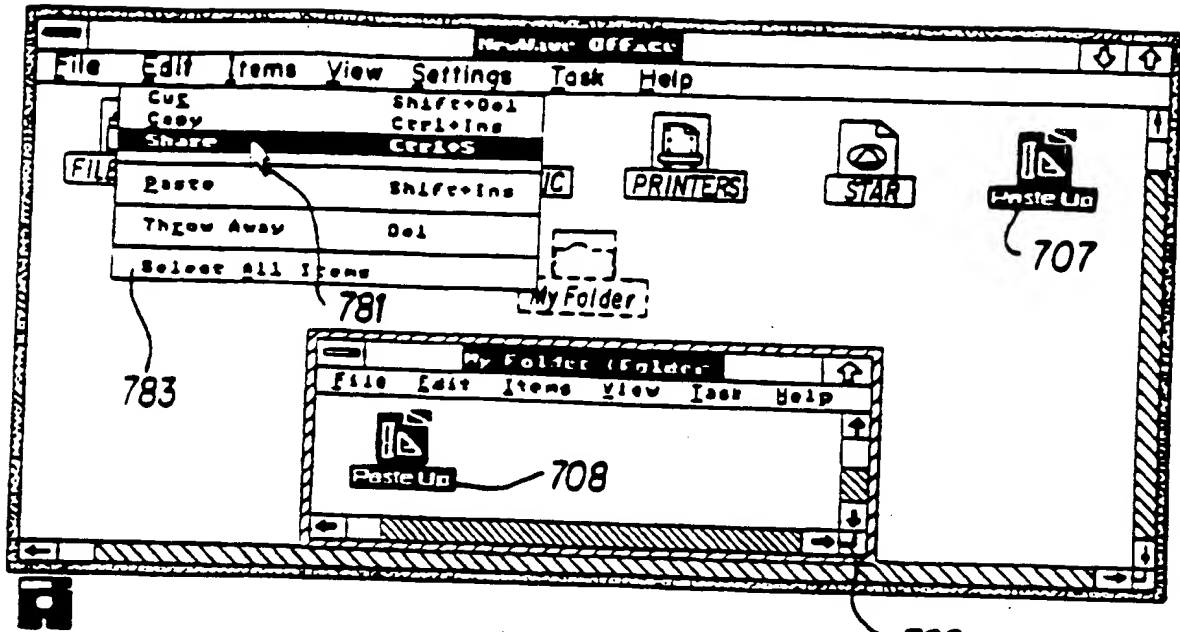 NewWave Office
File Edit Items View Settings Task Help
Cut Shift+Del
Copy Ctrl+Ins
Share Ctrl+S
Paste Shift+Ins
Throw Away Del
Select All Items
FILE
IC
PRINTERS
STAR
Paste Up
707
My Folder
781
783
My Folder (Folder
File Edit Items View Task Help
Paste Up
708